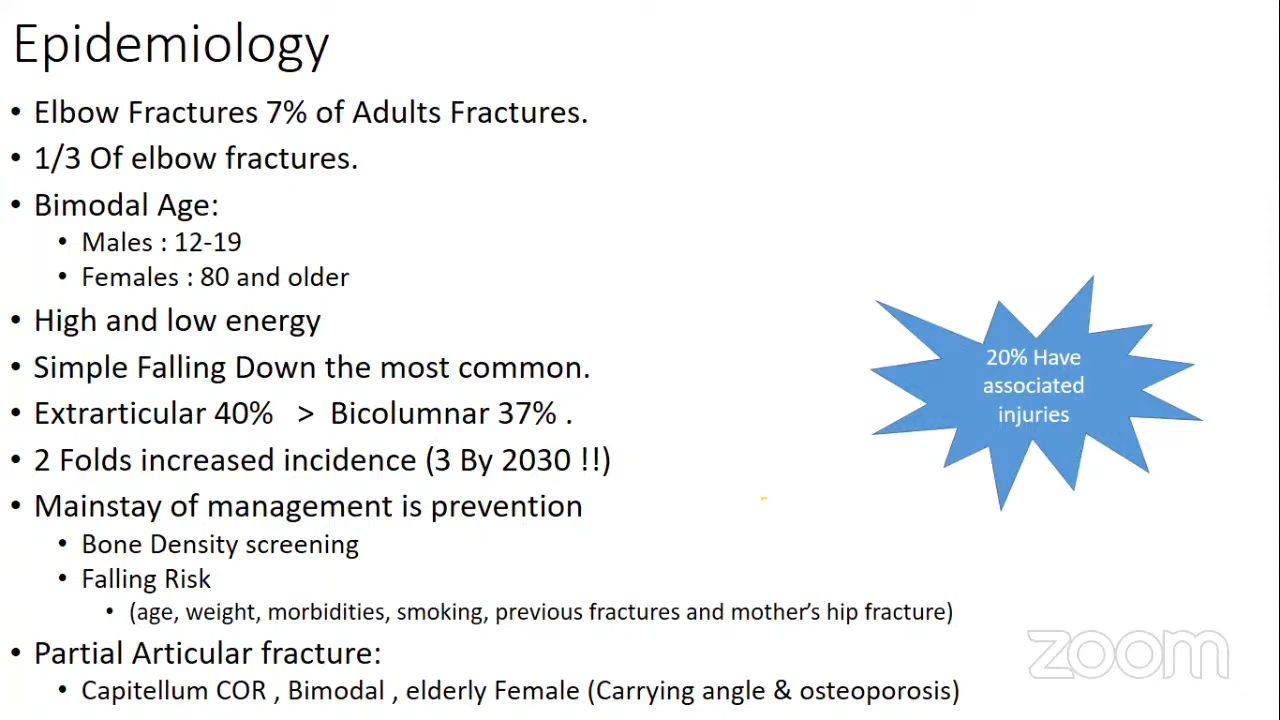 Epidemiology
• Elbow Fractures 7% of Adults Fractures.
• 1/3 Of elbow fractures.
• Bimodal Age:
• Males : 12-19
• Females : 80 and older
• High and low energy
• Simple Falling Down the most common.
• Extrarticular 40% > Bicolumnar 37% .
• 2 Folds increased incidence (3 By 2030 !!)
• Mainstay of management is prevention
• Bone Density screening
• Falling Risk
• (age, weight, morbidities, smoking, previous fractures and mother's hip fracture)
• Partial Articular fracture:
• Capitellum COR , Bimodal , elderly Female (Carrying angle & osteoporosis)
20% Have
associated
injuries
zoom